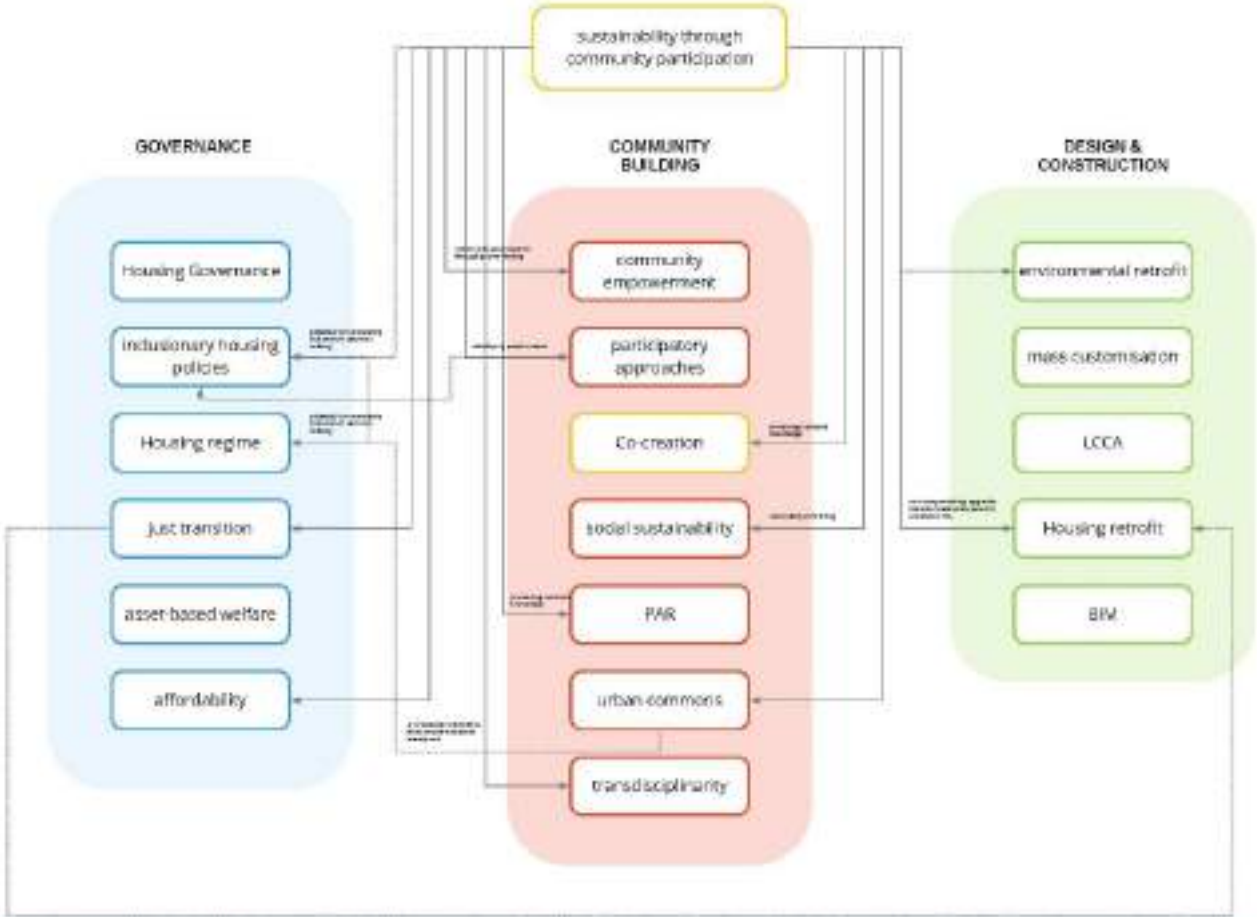 sustainability through
community participation
GOVERNANCE
COMMUNITY
BUILDING
DESIGN &
CONSTRUCTION
Housing Governance
inclusionary housing
policies
Housing regime
just transition
asset-based welfare
affordability
community
empowerment
participatory
approaches
Co-creation
social sustainability
PAR
urban commons
transdisciplinarity
environmental retrofit
mass customisation
LCCA
Housing retrofit
BIM